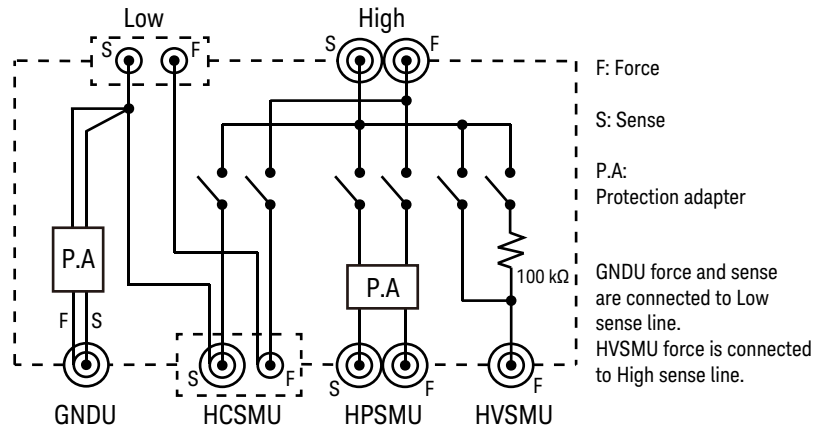 Low High
S F S F
F: Force
S: Sense
P.A:
Protection adapter
P.A
P.A
100 kΩ
GNDU force and sense
are connected to Low
sense line.
HVSMU force is connected
to High sense line.
F S
S F S F F
GNDU HCSMU HPSMU HVSMU